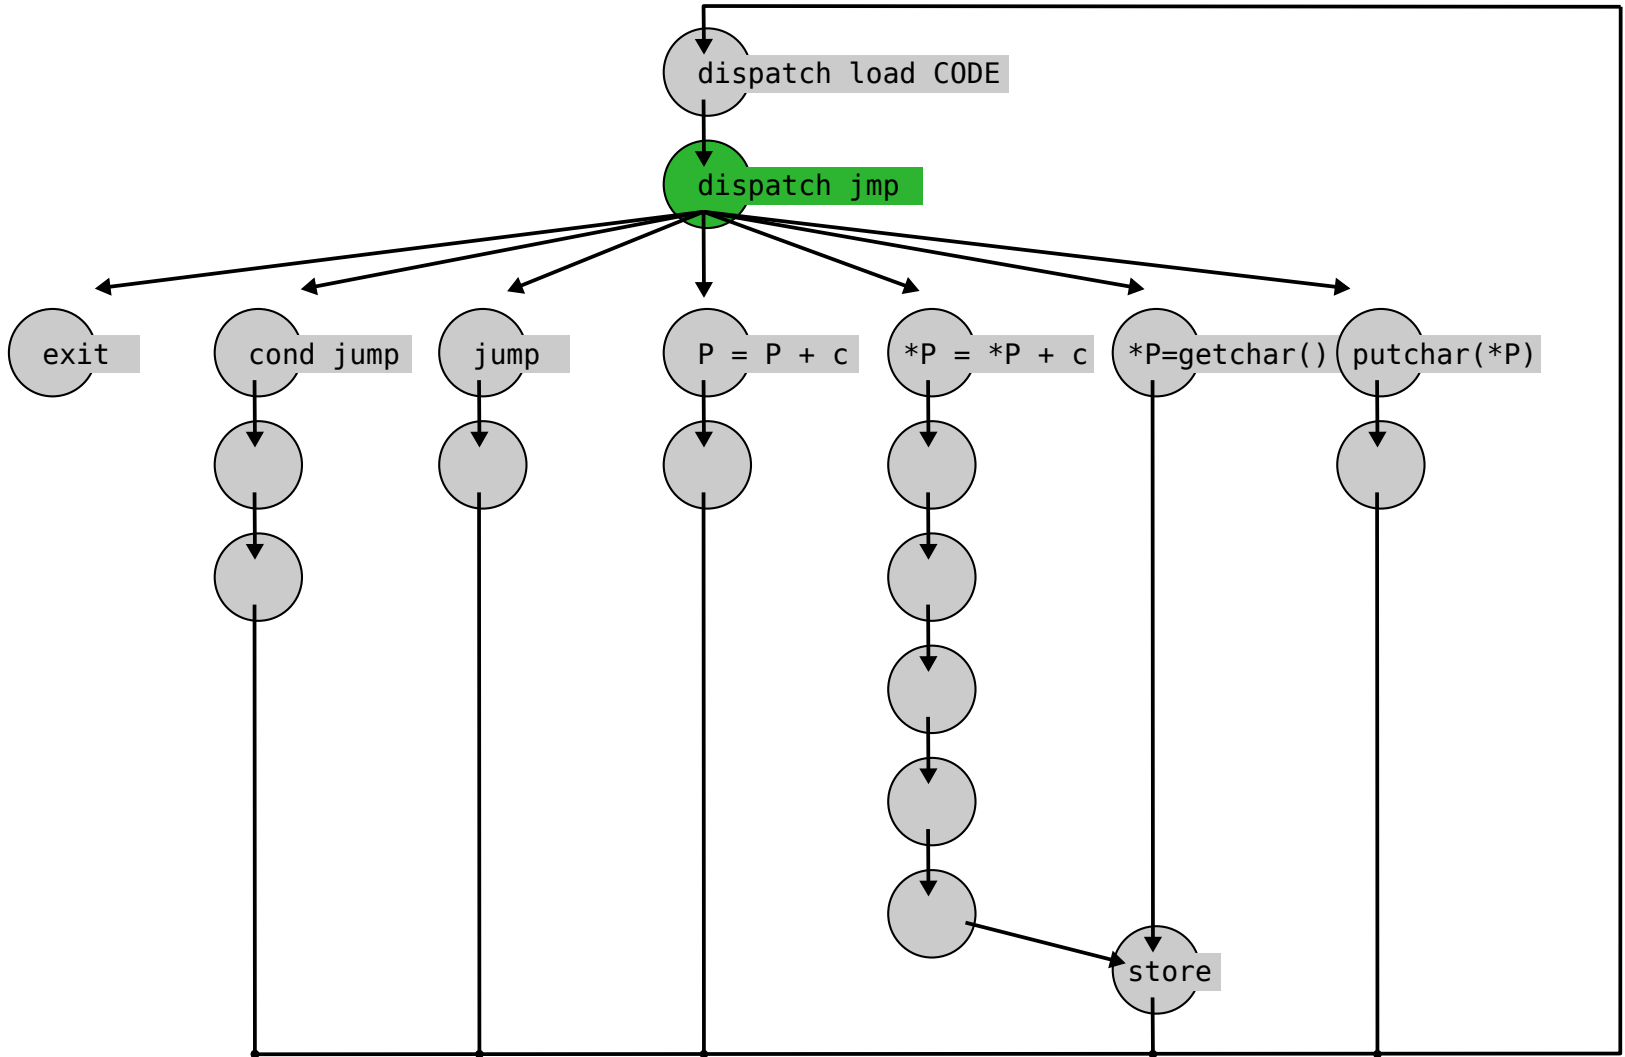 dispatch load CODE
dispatch jmp
exit
cond jump
jump
P = P + c
*P = *P + c
*P=getchar()
putchar(*P)
store